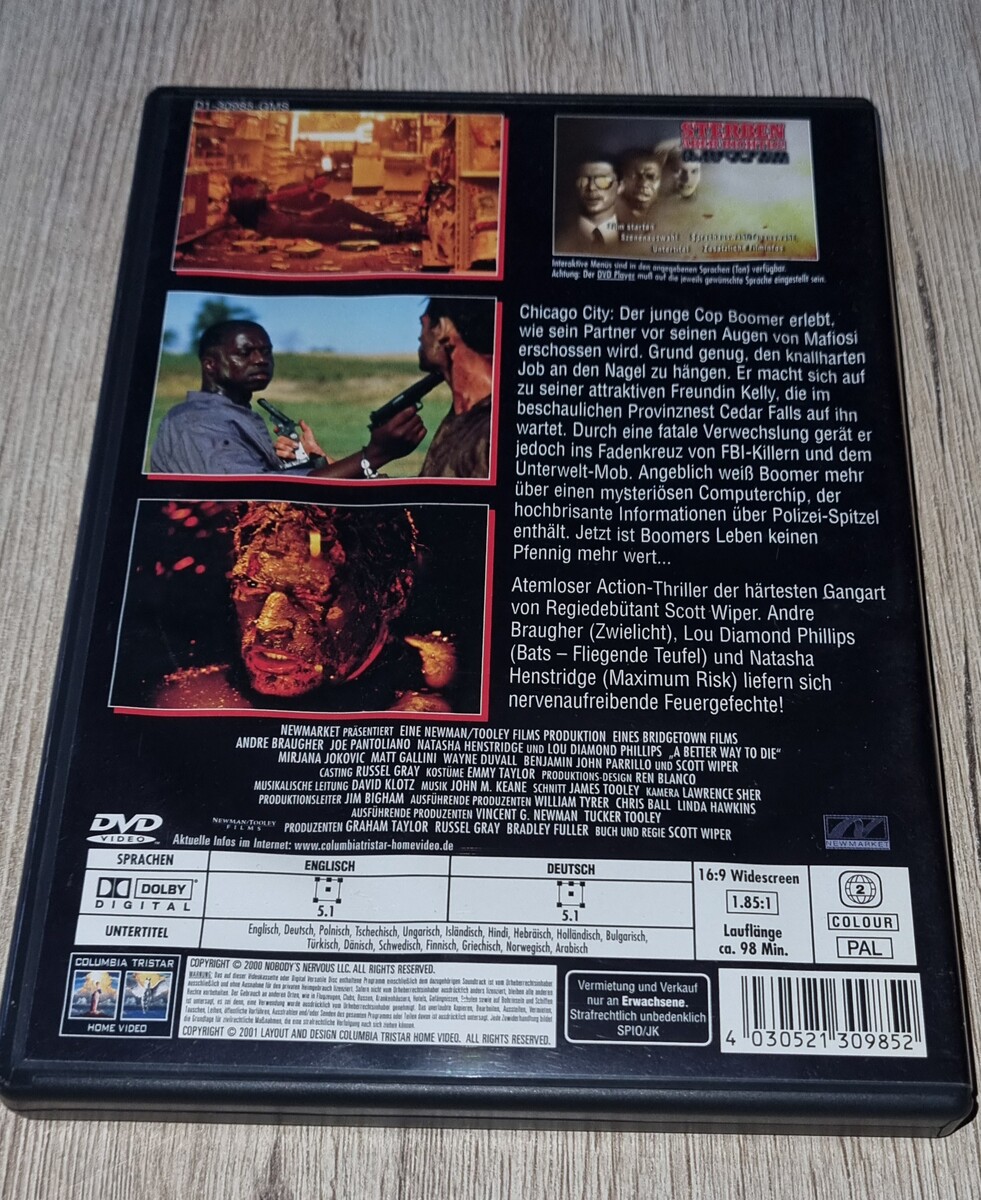 D1-30985-GMS
STERBEN
Film starten
Szenenauswahl
Untertitel
Interaktive Menüs sind in den angegebenen Sprachen (Ton) verfügbar.
Achtung: Der DVD Player muß auf die jeweils gewünschte Sprache eingestellt sein.
Chicago City: Der junge Cop Boomer erlebt,
wie sein Partner vor seinen Augen von Mafiosi
erschossen wird. Grund genug, den knallharten
Job an den Nagel zu hängen. Er macht sich auf
zu seiner attraktiven Freundin Kelly, die im
beschaulichen Provinznest Cedar Falls auf ihn
wartet. Durch eine fatale Verwechslung gerät er
jedoch ins Fadenkreuz von FBI-Killern und dem
Unterwelt-Mob. Angeblich weiß Boomer mehr
über einen mysteriösen Computerchip, der
hochbrisante Informationen über Polizei-Spitzel
enthält. Jetzt ist Boomers Leben keinen
Pfennig mehr wert...
Atemloser Action-Thriller der härtesten Gangart
von Regiedebütant Scott Wiper. Andre
Braugher (Zwielicht), Lou Diamond Phillips
(Bats – Fliegende Teufel) und Natasha
Henstridge (Maximum Risk) liefern sich
nervenaufreibende Feuergefechte!
NEWMARKET PRÄSENTIERT EINE NEWMAN/TOOLEY FILMS PRODUKTION EINES BRIDGETOWN FILMS
ANDRE BRAUGHER JOE PANTOLIANO NATASHA HENSTRIDGE UND LOU DIAMOND PHILLIPS „A BETTER WAY TO DIE“
MIRJANA JOKOVIC MATT GALLINI WAYNE DUVALL BENJAMIN JOHN PARRILLO UND SCOTT WIPER
CASTING RUSSEL GRAY KOSTÜME EMMY TAYLOR PRODUKTIONS-DESIGN REN BLANCO
MUSIKALISCHE LEITUNG DAVID KLOTZ MUSIK JOHN M. KEANE SCHNITT JAMES TOOLEY KAMERA LAWRENCE SHER
PRODUKTIONSLEITER JIM BIGHAM AUSFÜHRENDE PRODUZENTEN WILLIAM TYRER CHRIS BALL LINDA HAWKINS
AUSFÜHRENDE PRODUZENTEN VINCENT G. NEWMAN TUCKER TOOLEY
PRODUZENTEN GRAHAM TAYLOR RUSSEL GRAY BRADLEY FULLER BUCH UND REGIE SCOTT WIPER
DVD
VIDEO
NEWMAN/TOOLEY
FILMS
NEWMARKET
Aktuelle Infos im Internet: www.columbiatristar-homevideo.de
SPRACHEN
ENGLISCH
DEUTSCH
DOLBY
DIGITAL
5.1
5.1
UNTERTITEL
Englisch, Deutsch, Polnisch, Tschechisch, Ungarisch, Isländisch, Hindi, Hebräisch, Holländisch, Bulgarisch,
Türkisch, Dänisch, Schwedisch, Finnisch, Griechisch, Norwegisch, Arabisch
16:9 Widescreen
1.85:1
Lauflänge
ca. 98 Min.
2
COLOUR
PAL
COLUMBIA TRISTAR
HOME VIDEO
COPYRIGHT © 2000 NOBODY'S NERVOUS LLC. ALL RIGHTS RESERVED.
COPYRIGHT © 2001 LAYOUT AND DESIGN COLUMBIA TRISTAR HOME VIDEO. ALL RIGHTS RESERVED.
Vermietung und Verkauf
nur an Erwachsene.
Strafrechtlich unbedenklich
SPIO/JK
4 030521 309852